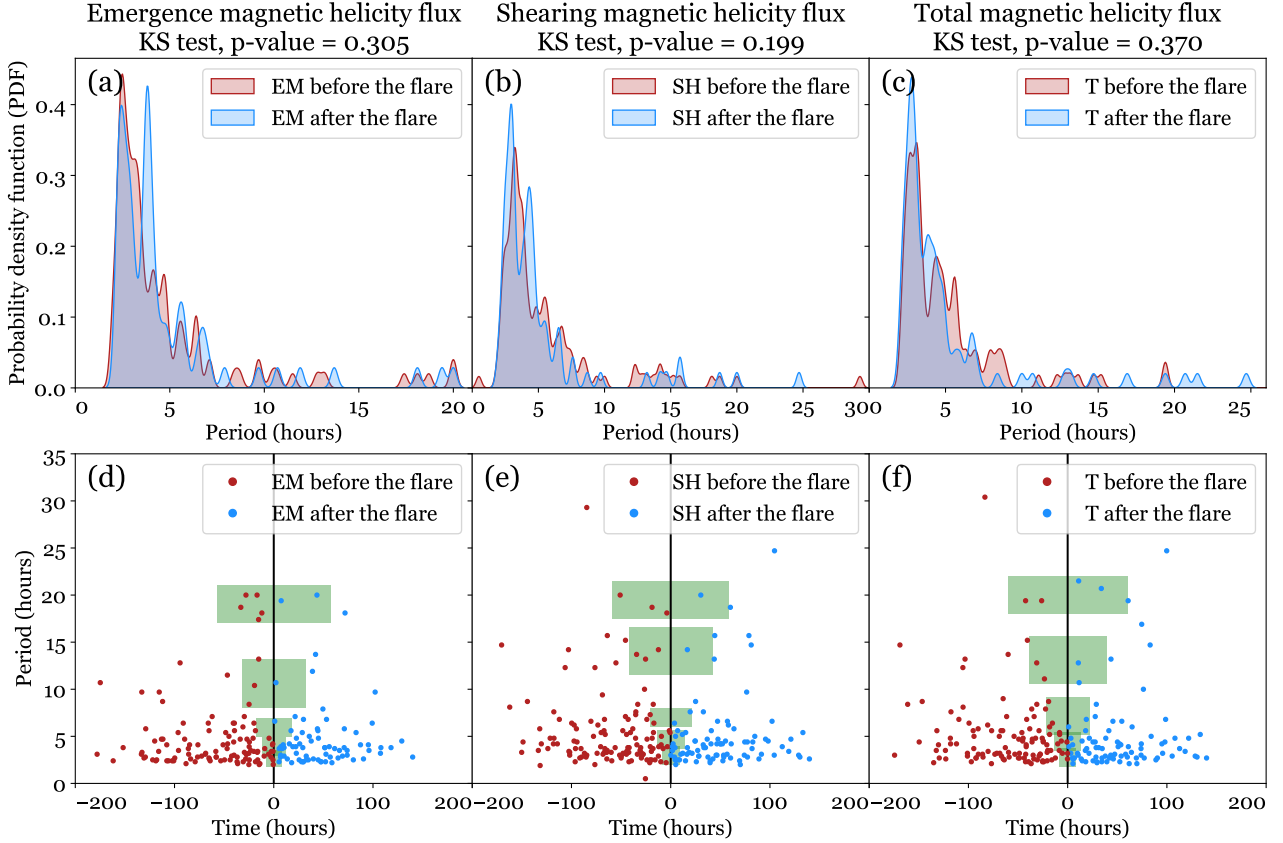 Emergence magnetic helicity flux
KS test, p-value = 0.305
Shearing magnetic helicity flux
KS test, p-value = 0.199
Total magnetic helicity flux
KS test, p-value = 0.370
Probability density function (PDF)
0.4
0.3
0.2
0.1
0.0
(a)
EM before the flare
EM after the flare
0 5 10 15 20
Period (hours)
(b)
SH before the flare
SH after the flare
0 5 10 15 20 25 30
Period (hours)
(c)
T before the flare
T after the flare
0 5 10 15 20 25
Period (hours)
Period (hours)
35
30
25
20
15
10
5
0
(d)
EM before the flare
EM after the flare
−200 −100 0 100 200
Time (hours)
(e)
SH before the flare
SH after the flare
−200 −100 0 100 200
Time (hours)
(f)
T before the flare
T after the flare
−200 −100 0 100 200
Time (hours)